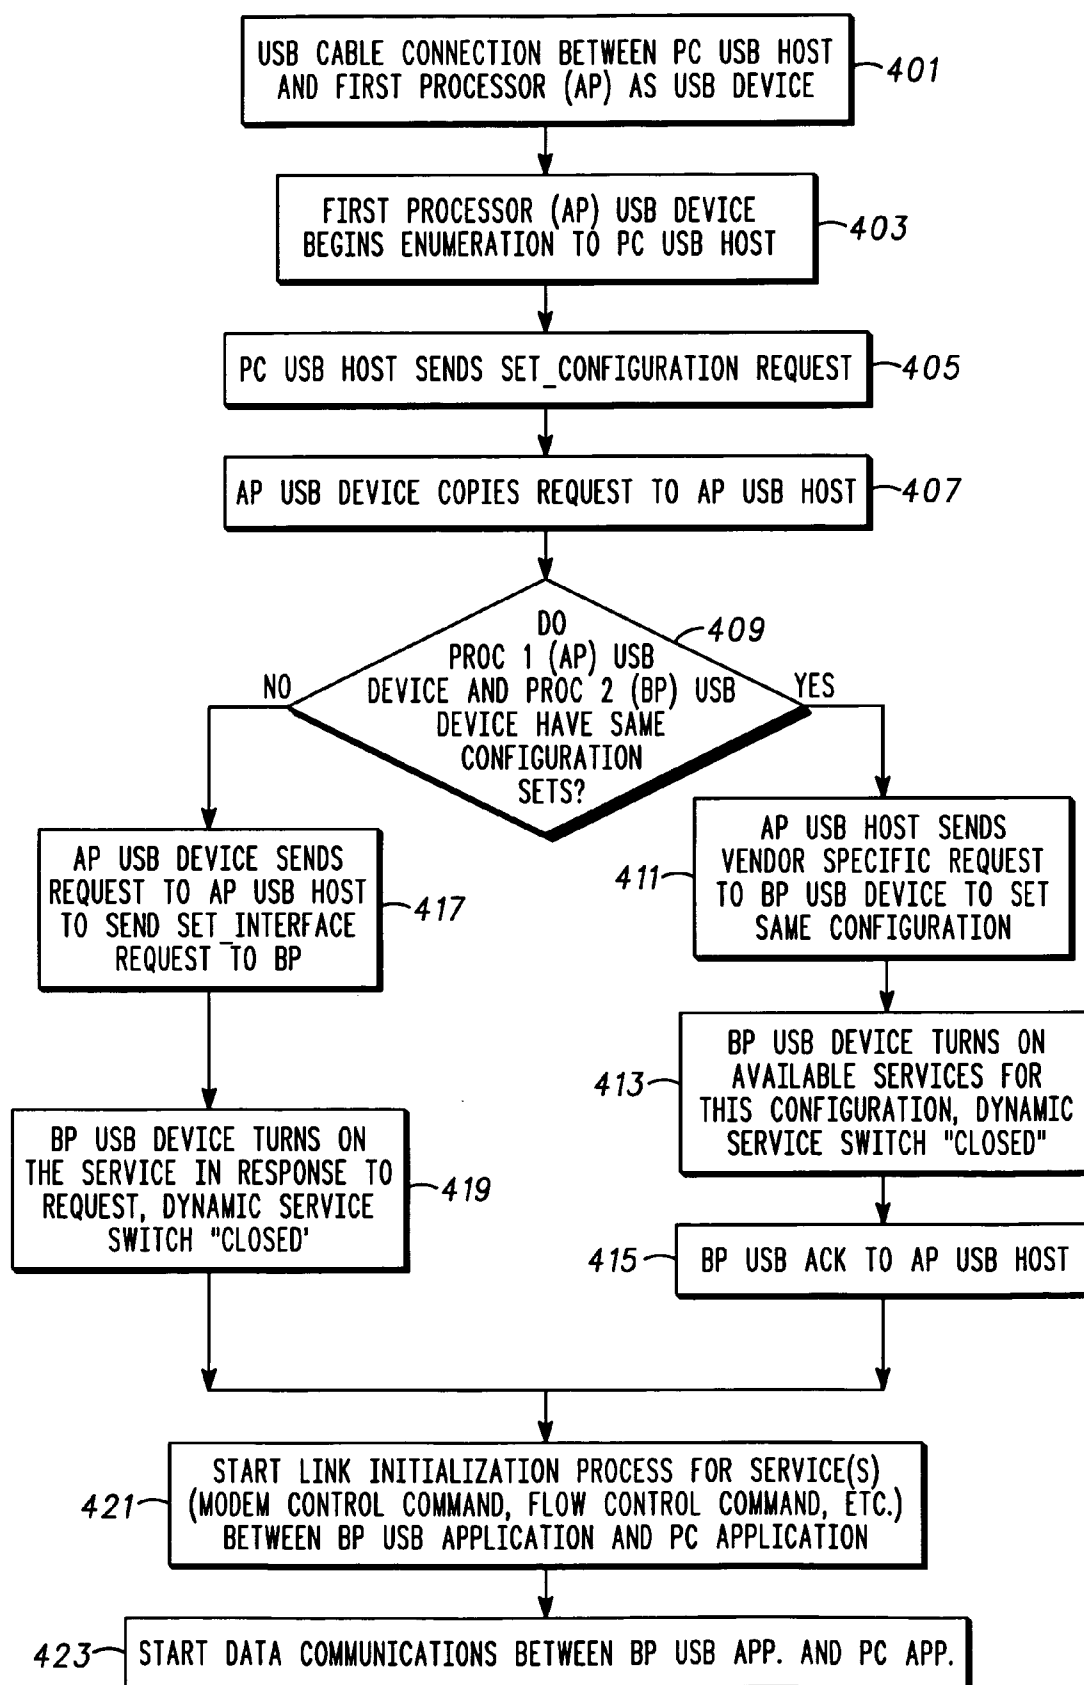 USB CABLE CONNECTION BETWEEN PC USB HOST
AND FIRST PROCESSOR (AP) AS USB DEVICE
401
FIRST PROCESSOR (AP) USB DEVICE
BEGINS ENUMERATION TO PC USB HOST
403
PC USB HOST SENDS SET_CONFIGURATION REQUEST
405
AP USB DEVICE COPIES REQUEST TO AP USB HOST
407
DO
PROC 1 (AP) USB
DEVICE AND PROC 2 (BP) USB
DEVICE HAVE SAME
CONFIGURATION
SETS?
409
NO
YES
AP USB DEVICE SENDS
REQUEST TO AP USB HOST
TO SEND SET_INTERFACE
REQUEST TO BP
417
AP USB HOST SENDS
VENDOR SPECIFIC REQUEST
TO BP USB DEVICE TO SET
SAME CONFIGURATION
411
BP USB DEVICE TURNS ON
AVAILABLE SERVICES FOR
THIS CONFIGURATION, DYNAMIC
SERVICE SWITCH "CLOSED"
413
BP USB DEVICE TURNS ON
THE SERVICE IN RESPONSE TO
REQUEST, DYNAMIC SERVICE
SWITCH "CLOSED'
419
415
BP USB ACK TO AP USB HOST
START LINK INITIALIZATION PROCESS FOR SERVICE(S)
(MODEM CONTROL COMMAND, FLOW CONTROL COMMAND, ETC.)
BETWEEN BP USB APPLICATION AND PC APPLICATION
421
423
START DATA COMMUNICATIONS BETWEEN BP USB APP. AND PC APP.